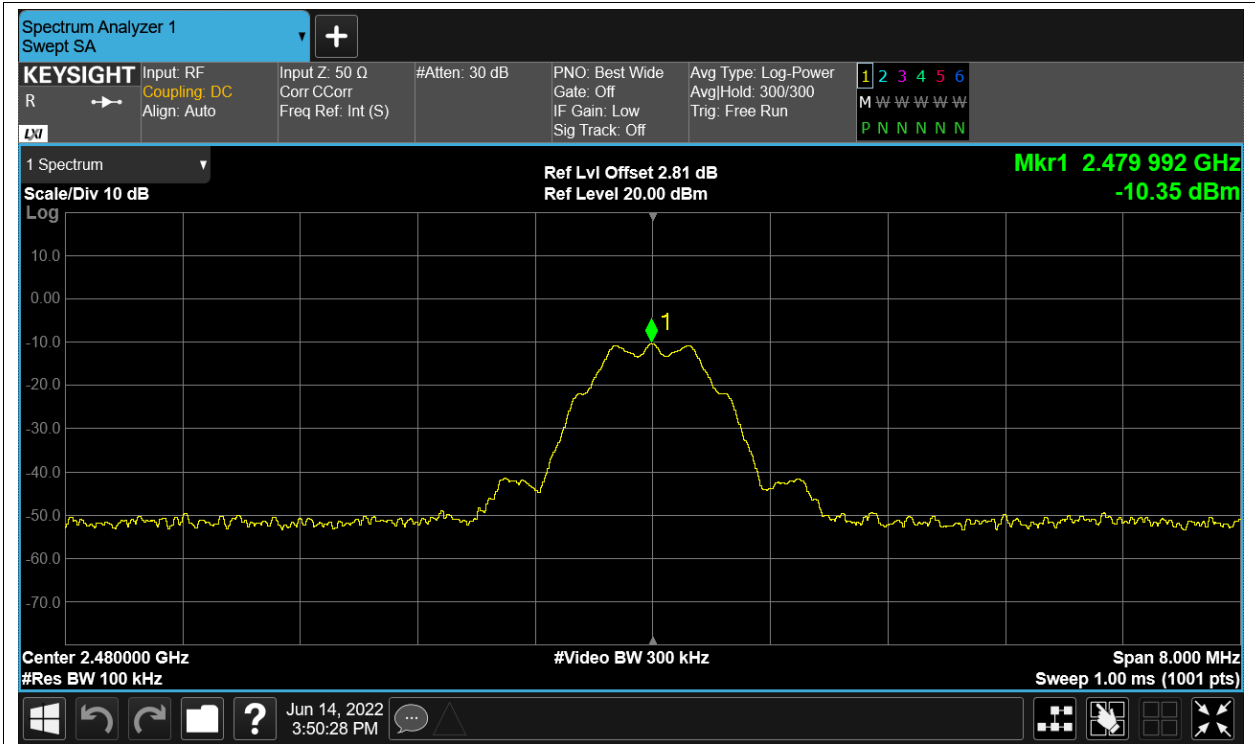 Spectrum Analyzer 1
Swept SA
KEYSIGHT
R
LXI
Input: RF
Coupling: DC
Align: Auto
Input Z: 50 Ω
Corr CCorr
Freq Ref: Int (S)
#Atten: 30 dB
PNO: Best Wide
Gate: Off
IF Gain: Low
Sig Track: Off
Avg Type: Log-Power
Avg|Hold: 300/300
Trig: Free Run
1 2 3 4 5 6
M W W W W W
P N N N N N
1 Spectrum
Scale/Div 10 dB
Log
Ref Lvl Offset 2.81 dB
Ref Level 20.00 dBm
Mkr1 2.479 992 GHz
-10.35 dBm
10.0
0.00
-10.0
-20.0
-30.0
-40.0
-50.0
-60.0
-70.0
1
Center 2.480000 GHz
#Res BW 100 kHz
#Video BW 300 kHz
Span 8.000 MHz
Sweep 1.00 ms (1001 pts)
?
Jun 14, 2022
3:50:28 PM